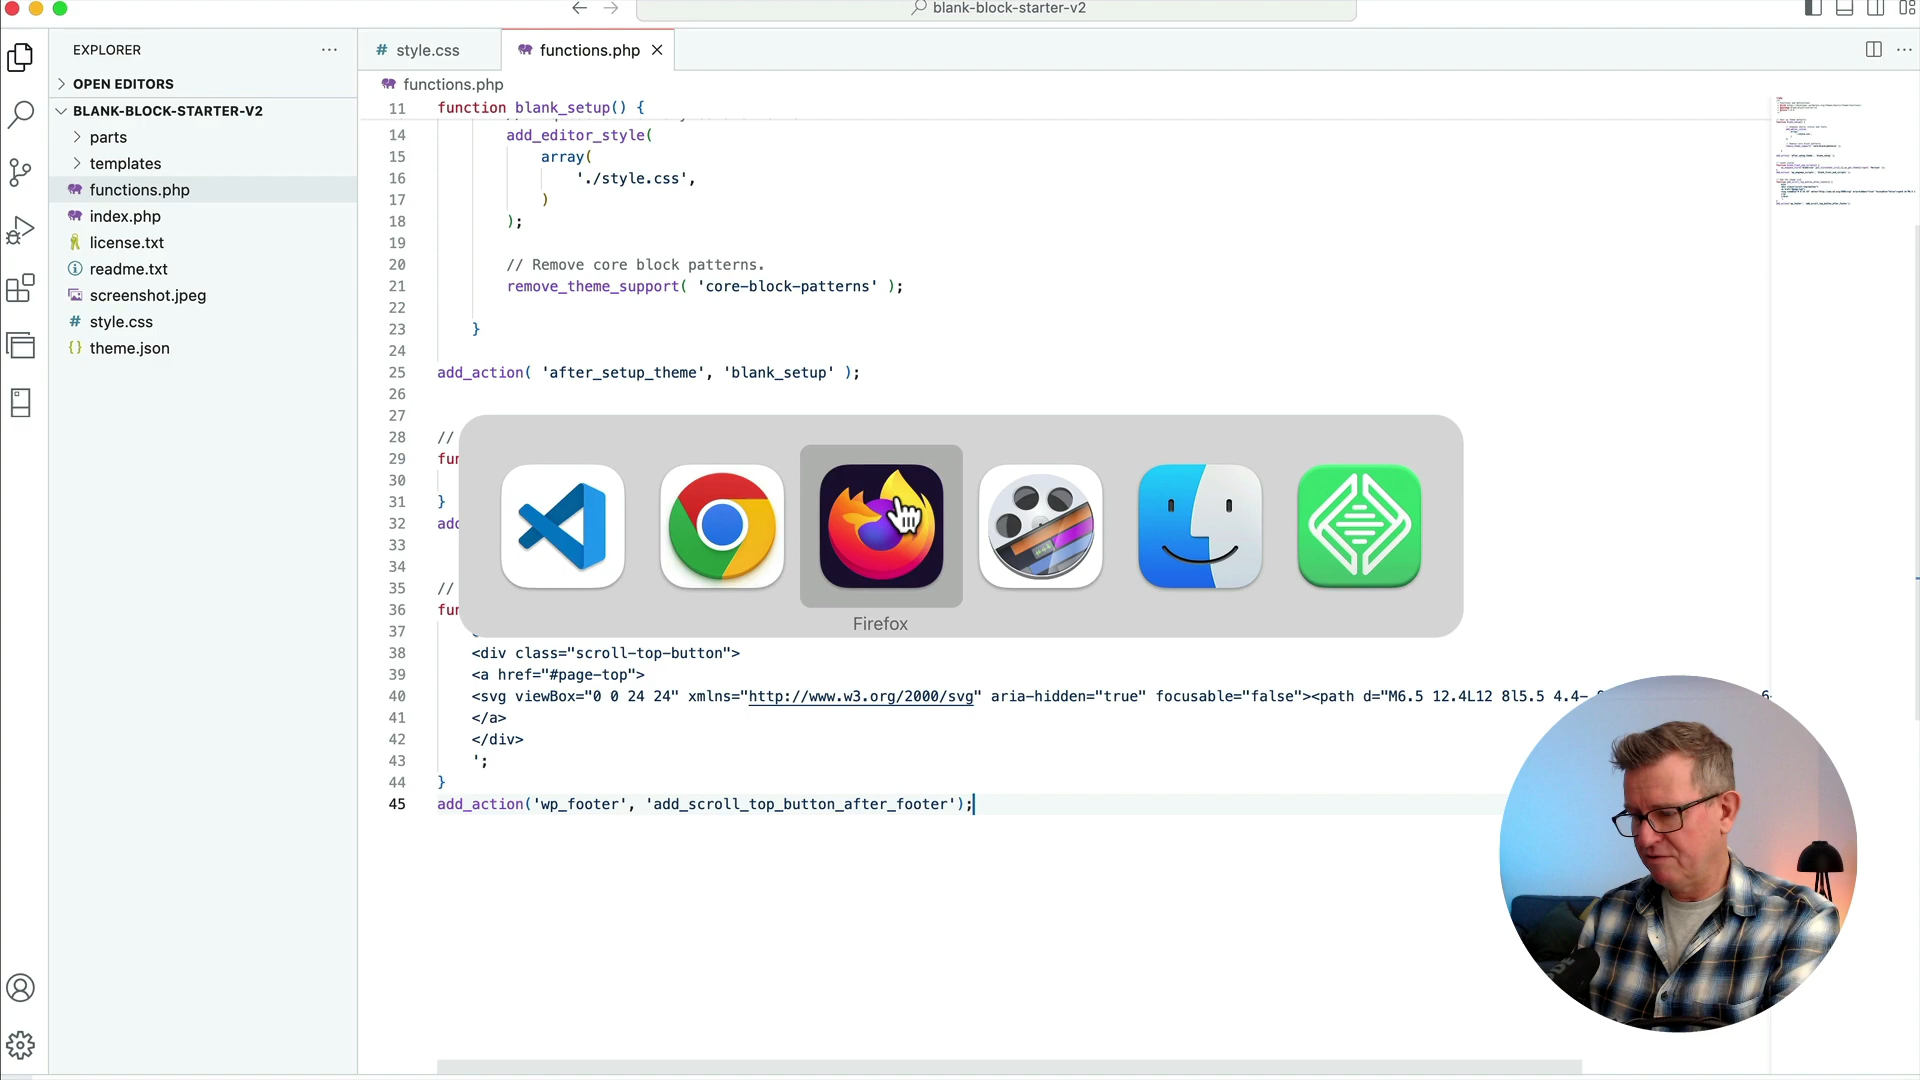 blank-block-starter-v2
EXPLORER
OPEN EDITORS
BLANK-BLOCK-STARTER-V2
parts
templates
functions.php
index.php
license.txt
readme.txt
screenshot.jpeg
style.css
theme.json
style.css
functions.php
functions.php
11 function blank_setup() {
14 add_editor_style(
15 array(
16 './style.css',
17 )
18 );
19
20 // Remove core block patterns.
21 remove_theme_support( 'core-block-patterns' );
22
23 }
24
25 add_action( 'after_setup_theme', 'blank_setup' );
26
27
28 //
29 fun
30
31 }
32 add
33
34
35 //
36 fun
37
38 <div class="scroll-top-button">
39 <a href="#page-top">
40 <svg viewBox="0 0 24 24" xmlns="http://www.w3.org/2000/svg" aria-hidden="true" focusable="false"><path d="M6.5 12.4L12 8l5.5 4.4-
41 </a>
42 </div>
43 ';
44 }
45 add_action('wp_footer', 'add_scroll_top_button_after_footer');
Firefox